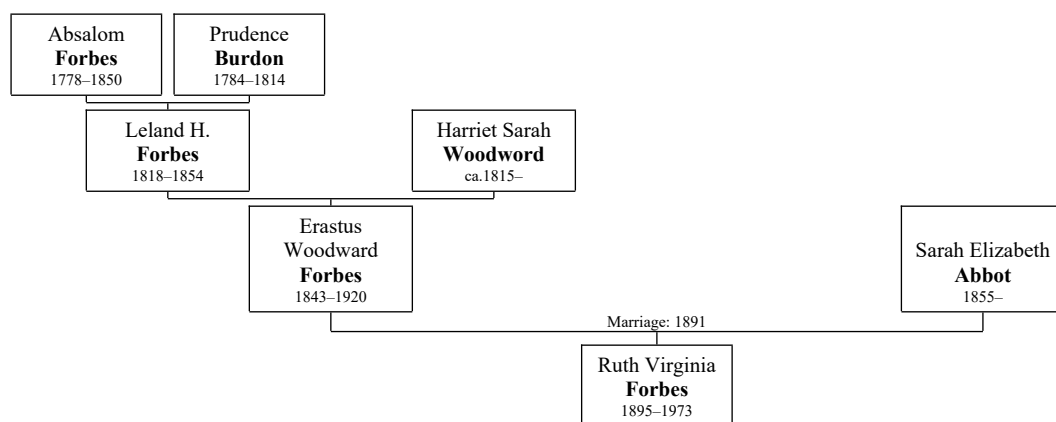 Absalom
Forbes
1778–1850
Prudence
Burdon
1784–1814
Leland H.
Forbes
1818–1854
Harriet Sarah
Woodword
ca.1815–
Erastus
Woodward
Forbes
1843–1920
Sarah Elizabeth
Abbot
1855–
Marriage: 1891
Ruth Virginia
Forbes
1895–1973